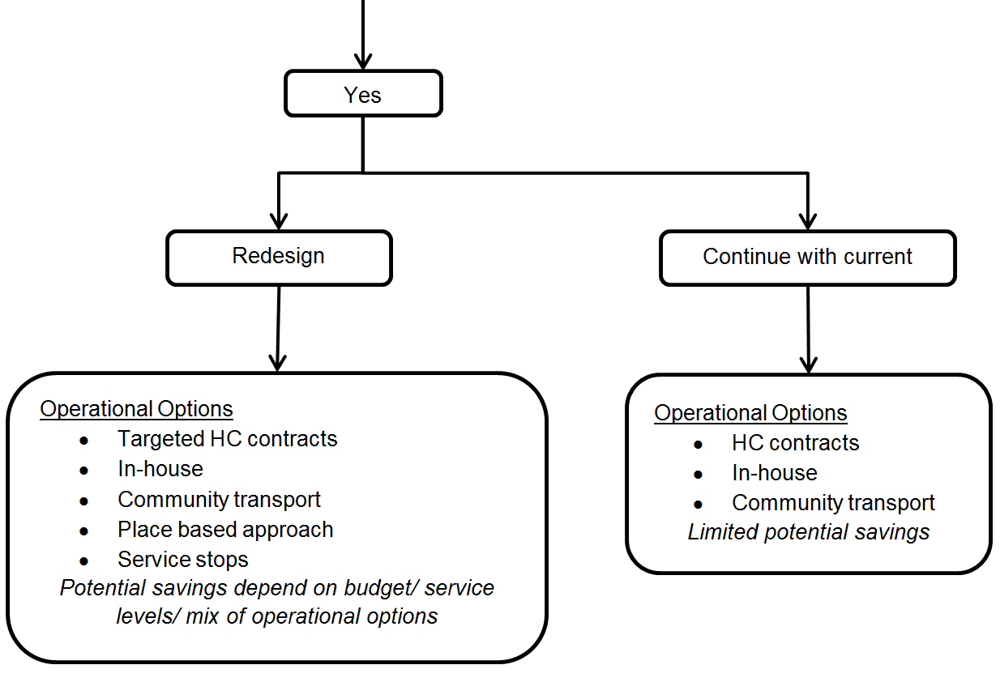 Yes
Redesign
Continue with current
Operational Options
• Targeted HC contracts
• In-house
• Community transport
• Place based approach
• Service stops
Potential savings depend on budget/ service
levels/ mix of operational options
Operational Options
• HC contracts
• In-house
• Community transport
Limited potential savings